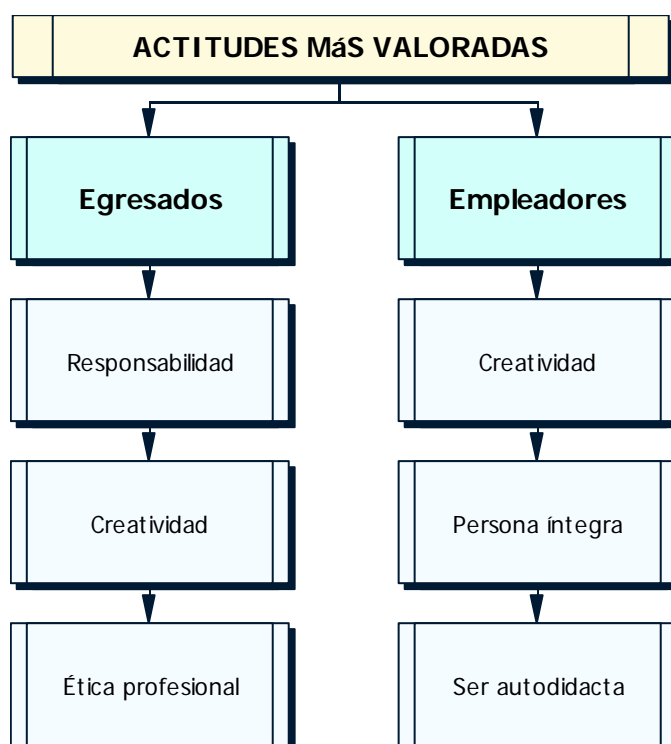 ACTITUDES MáS VALORADAS
Egresados
Empleadores
Responsabilidad
Creatividad
Creatividad
Persona íntegra
Ética profesional
Ser autodidacta